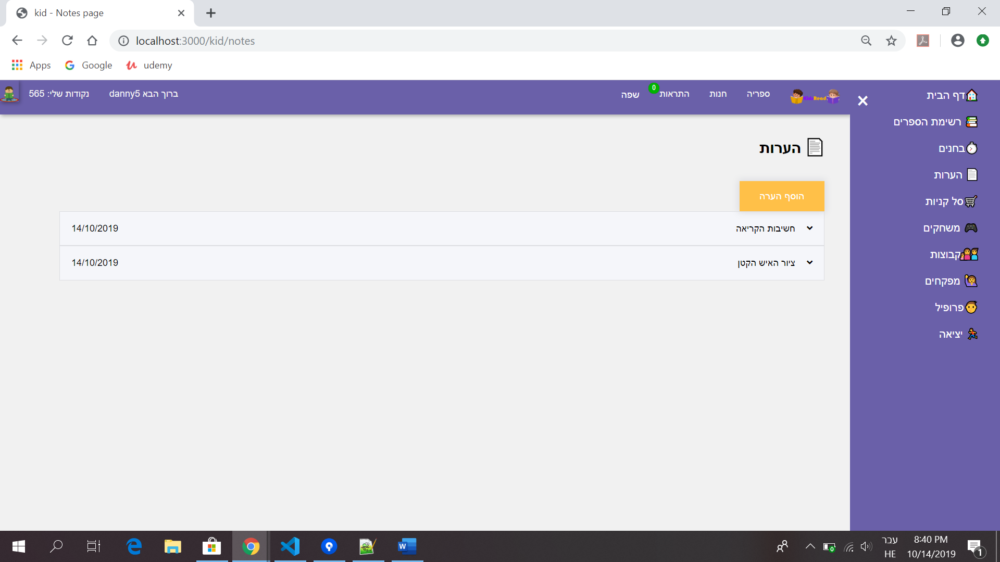 kid - Notes page
localhost:3000/kid/notes
Apps
Google
udemy
דף הבית
רשימת הספרים
בחנים
הערות
סל קניות
משחקים
קבוצות
מפקחים
פרופיל
יציאה
KidsRead
ספריה
חנות
התראות
0
שפה
ברוך הבא danny5
נקודות שלי: 565
הערות
הוסף הערה
חשיבות הקריאה 14/10/2019
ציור האיש הקטן 14/10/2019
עבר
HE
8:40 PM
10/14/2019
1